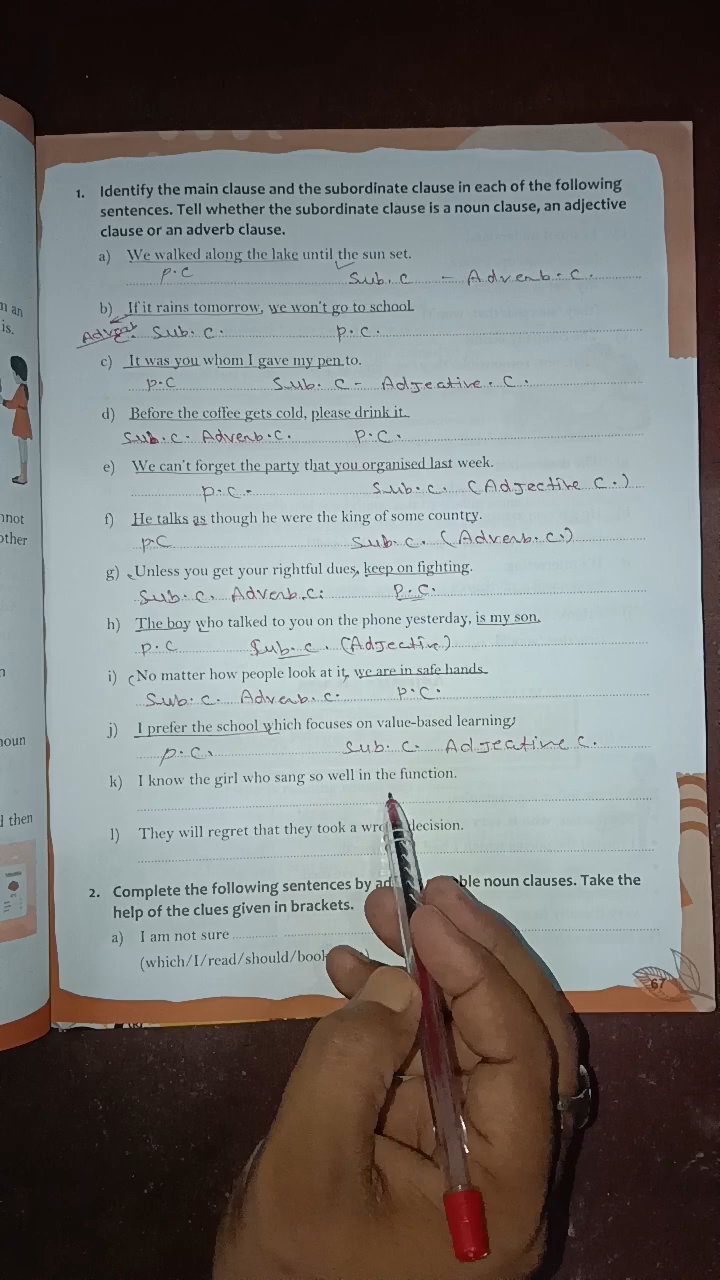 1. Identify the main clause and the subordinate clause in each of the following
sentences. Tell whether the subordinate clause is a noun clause, an adjective
clause or an adverb clause.
a) We walked along the lake until the sun set.
P.C Sub. C - Adverb. C.
b) If it rains tomorrow, we won't go to school.
Sub. C. P.C.
c) It was you whom I gave my pen to.
P.C Sub. C - Adjective. C.
d) Before the coffee gets cold, please drink it.
Sub. C. Adverb. C. P.C.
e) We can't forget the party that you organised last week.
P.C. Sub. C. (Adjective C.)
f) He talks as though he were the king of some country.
P.C Sub. C. (Adverb. C.)
g) Unless you get your rightful dues, keep on fighting.
Sub. C. Adverb. C. P.C.
h) The boy who talked to you on the phone yesterday, is my son.
P.C Sub. C. (Adjective)
i) No matter how people look at it, we are in safe hands.
Sub. C. Adverb. C. P.C.
j) I prefer the school which focuses on value-based learning.
P.C. Sub. C. Adjective C.
k) I know the girl who sang so well in the function.
l) They will regret that they took a decision.
2. Complete the following sentences by noun clauses. Take the
help of the clues given in brackets.
a) I am not sure
(which/I/read/should/book
67
n an
is.
not
other
noun
then